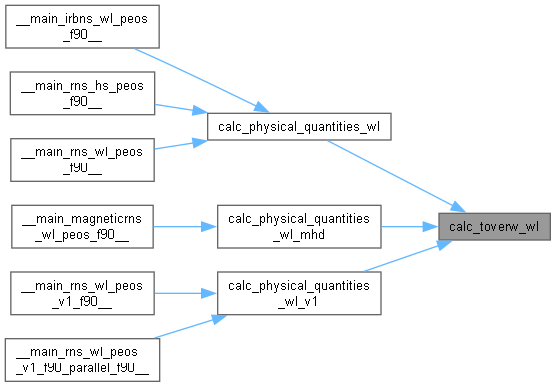 __main_irbns_wl_peos
_f90__
__main_rns_hs_peos
_f90__
__main_rns_wl_peos
_f90__
calc_physical_quantities_wl
__main_magneticrns
_wl_peos_f90__
calc_physical_quantities
_wl_mhd
calc_toverw_wl
__main_rns_wl_peos
_v1_f90__
calc_physical_quantities
_wl_v1
__main_rns_wl_peos
_v1_f90_parallel_f90__